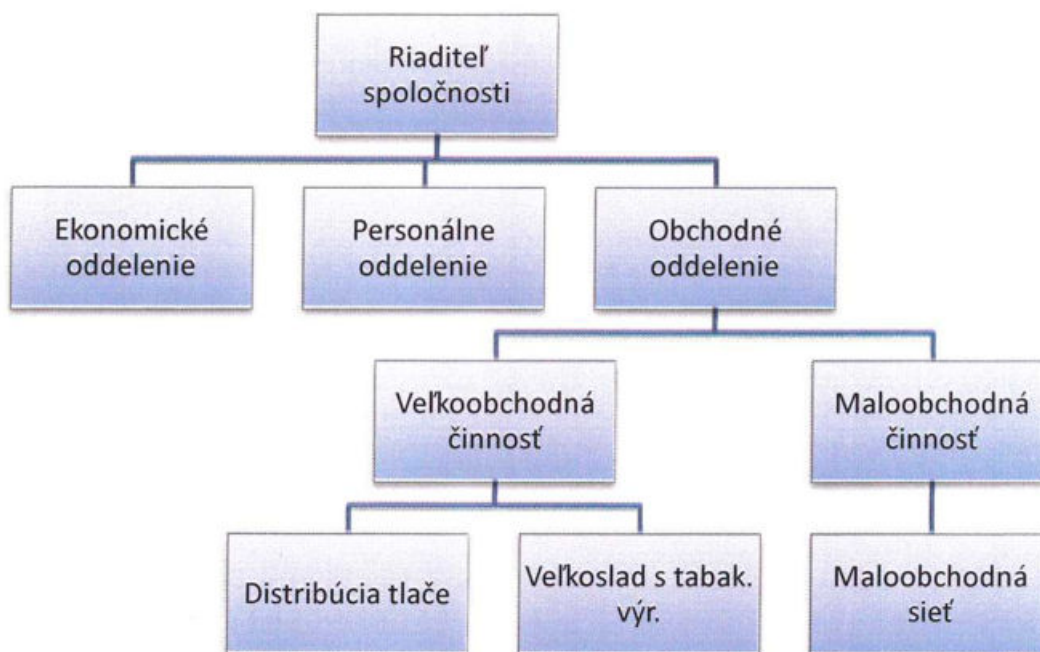 Riaditeľ
spoločnosti
Ekonomické
oddelenie
Personálne
oddelenie
Obchodné
oddelenie
Veľkoobchodná
činnosť
Maloobchodná
činnosť
Distribúcia tlače
Veľkoslad s tabak.
výr.
Maloobchodná
sieť